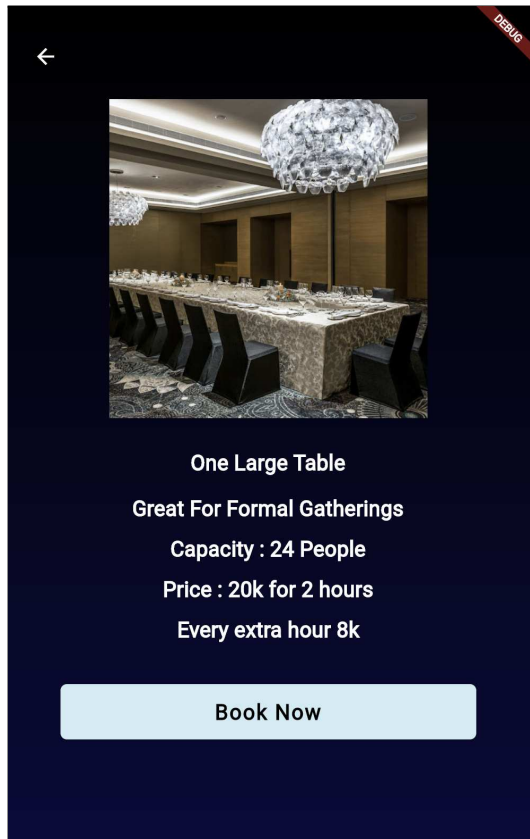 DEBUG
One Large Table
Great For Formal Gatherings
Capacity : 24 People
Price : 20k for 2 hours
Every extra hour 8k
Book Now